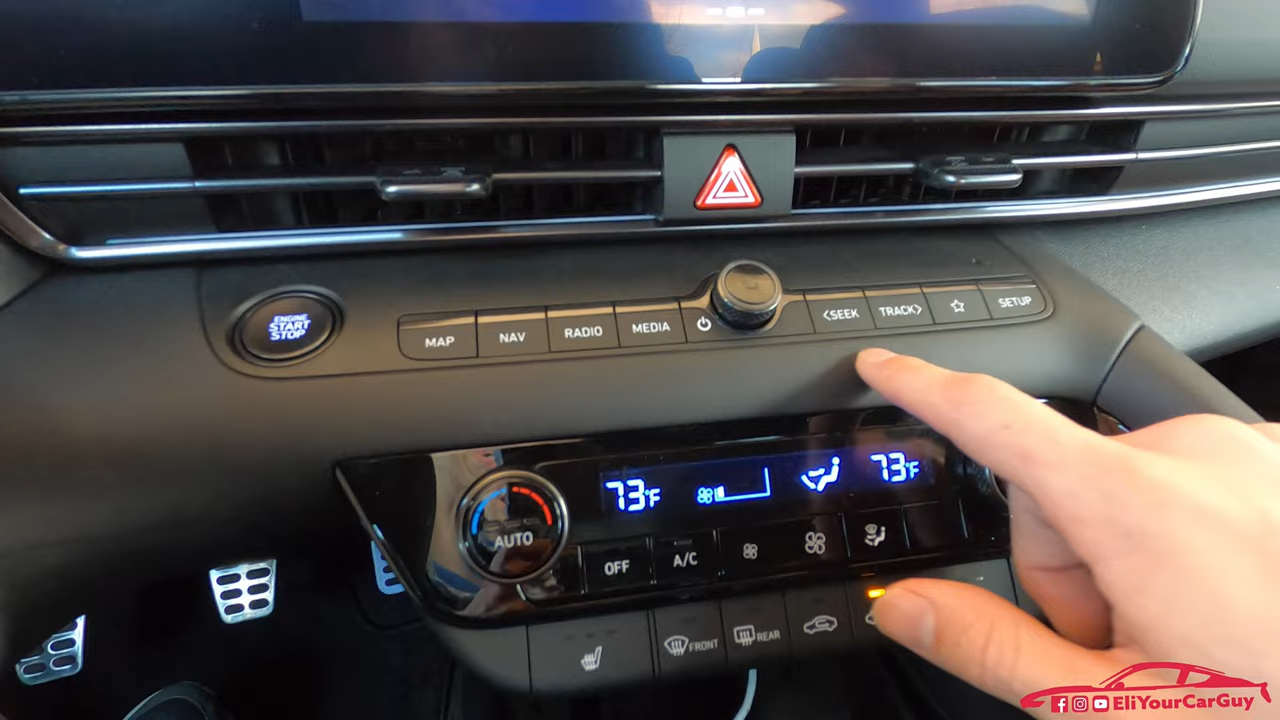 ENGINE
START
STOP
MAP
NAV
RADIO
MEDIA
<SEEK
TRACK>
SETUP
73°F
73°F
AUTO
OFF
A/C
FRONT
REAR
EliYourCarGuy